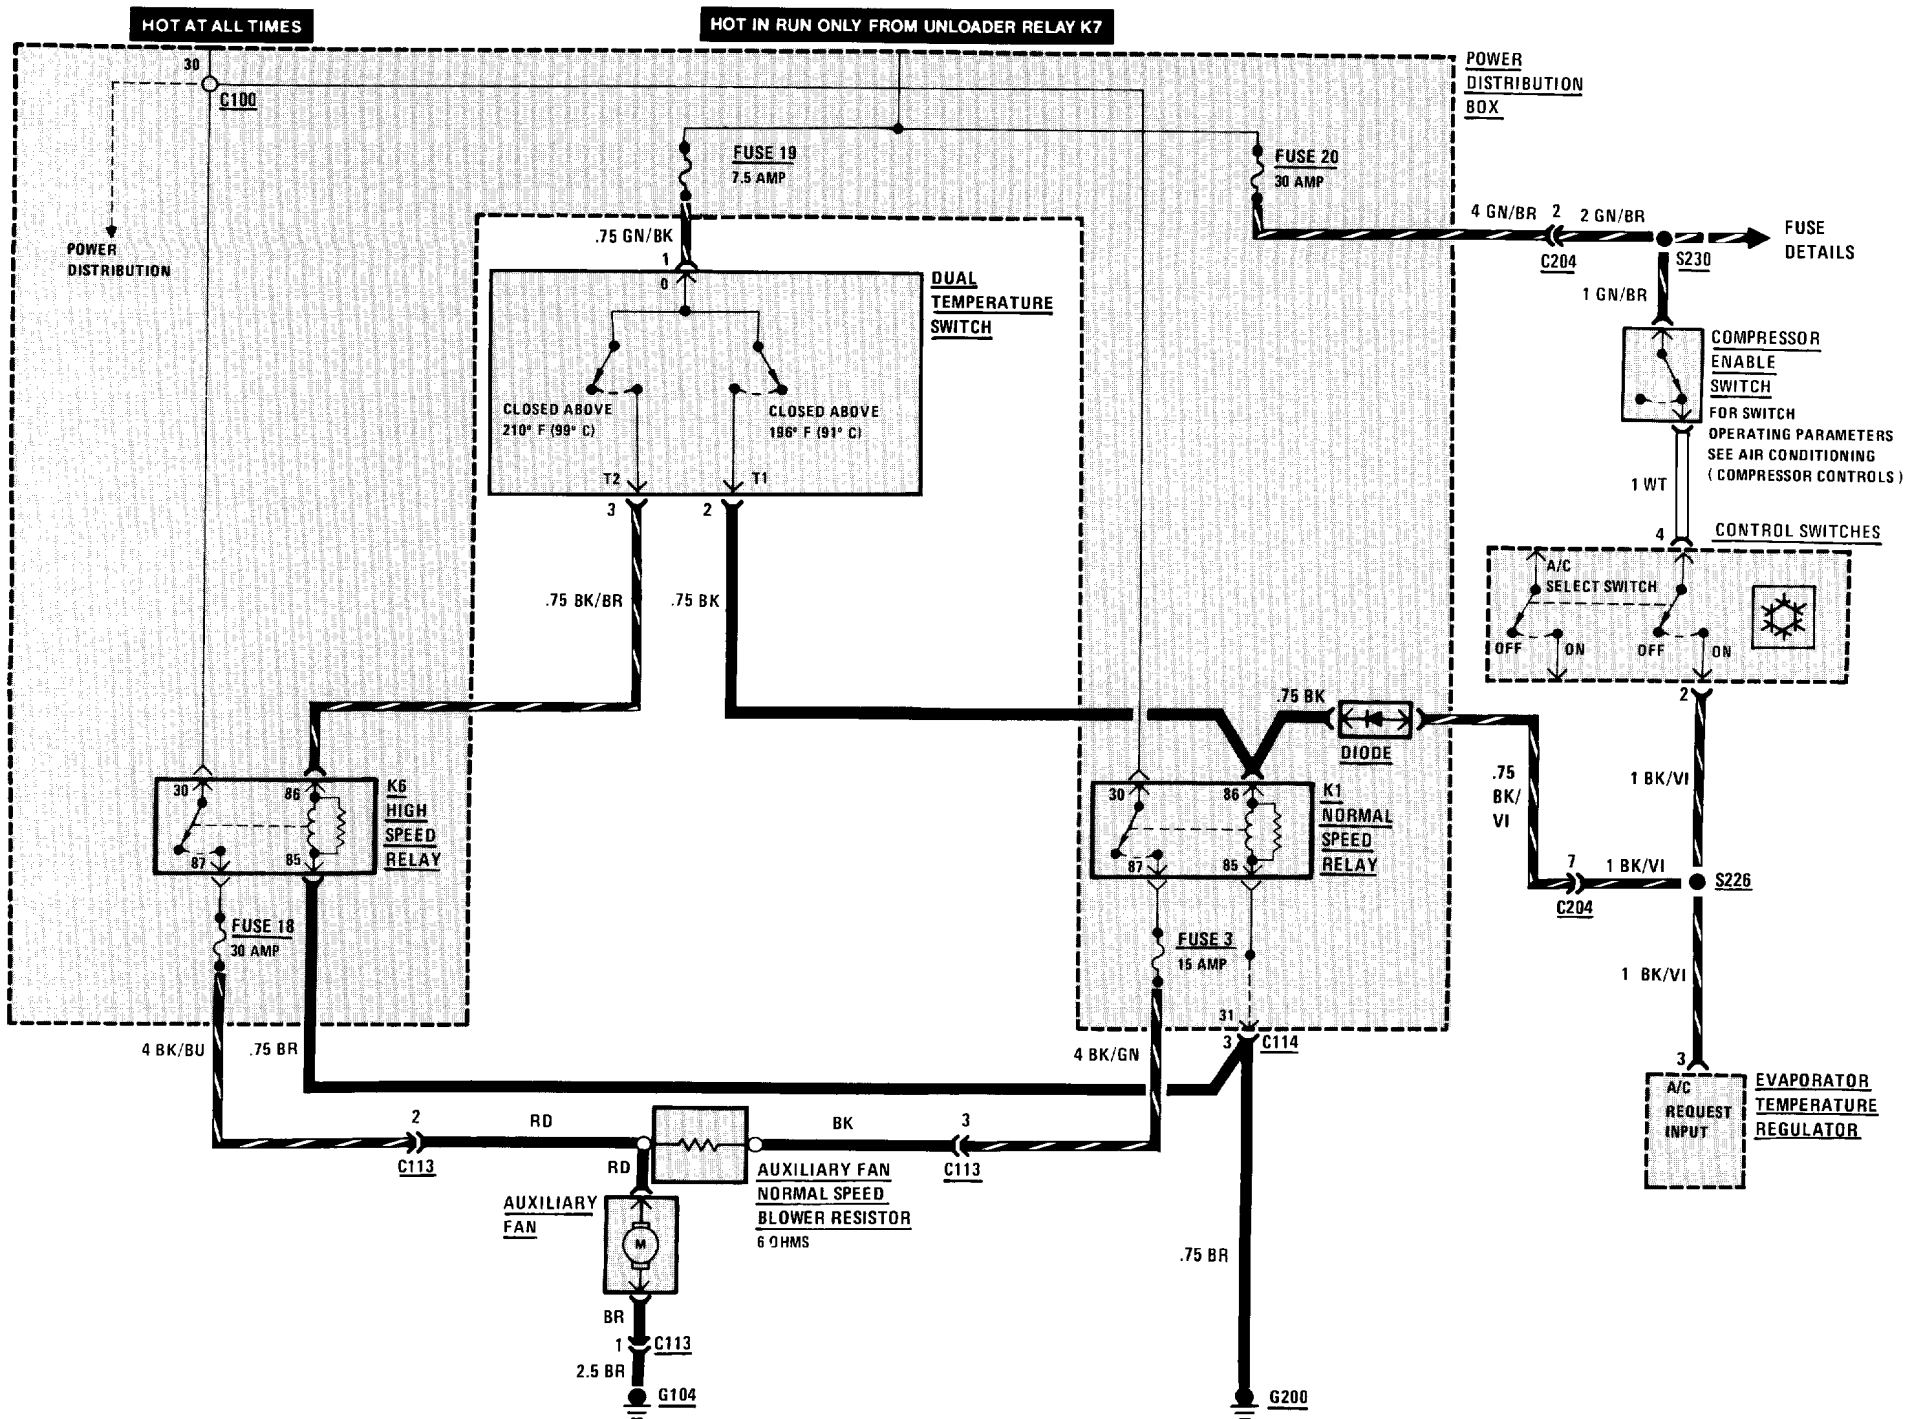 HOT AT ALL TIMES
HOT IN RUN ONLY FROM UNLOADER RELAY K7
30
C100
POWER
DISTRIBUTION
BOX
FUSE 19
7.5 AMP
FUSE 20
30 AMP
POWER
DISTRIBUTION
.75 GN/BK
1
0
4 GN/BR
2
2 GN/BR
C204
S230
FUSE
DETAILS
1 GN/BR
DUAL
TEMPERATURE
SWITCH
CLOSED ABOVE
210° F (99° C)
CLOSED ABOVE
196° F (91° C)
T2
T1
3
2
COMPRESSOR
ENABLE
SWITCH
FOR SWITCH
OPERATING PARAMETERS
SEE AIR CONDITIONING
( COMPRESSOR CONTROLS )
1 WT
4
CONTROL SWITCHES
A/C
SELECT SWITCH
OFF
ON
OFF
ON
2
.75 BK/BR
.75 BK
.75 BK
DIODE
.75
BK/
VI
1 BK/VI
7
1 BK/VI
C204
S226
1 BK/VI
3
A/C
REQUEST
INPUT
EVAPORATOR
TEMPERATURE
REGULATOR
30
86
87
85
K6
HIGH
SPEED
RELAY
FUSE 18
30 AMP
30
86
87
85
K1
NORMAL
SPEED
RELAY
FUSE 3
15 AMP
31
3
C114
4 BK/BU
.75 BR
4 BK/GN
2
C113
RD
RD
BK
3
C113
AUXILIARY FAN
NORMAL SPEED
BLOWER RESISTOR
6 OHMS
AUXILIARY
FAN
M
BR
1
C113
2.5 BR
G104
.75 BR
G200